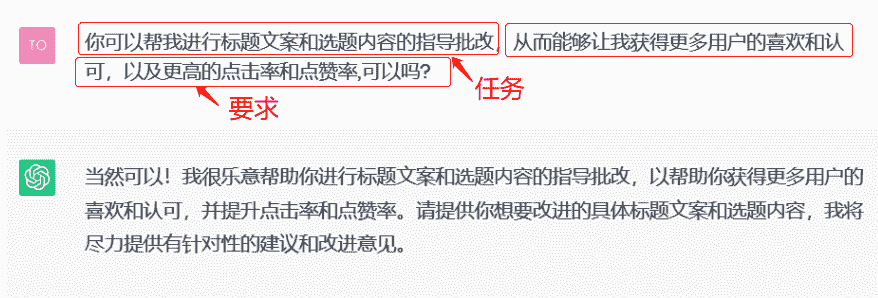 TO
你可以帮我进行标题文案和选题内容的指导批改，从而能够让我获得更多用户的喜欢和认
可，以及更高的点击率和点赞率,可以吗?
任务
要求
当然可以！我很乐意帮助你进行标题文案和选题内容的指导批改，以帮助你获得更多用户的
喜欢和认可，并提升点击率和点赞率。请提供你想要改进的具体标题文案和选题内容，我将
尽力提供有针对性的建议和改进意见。